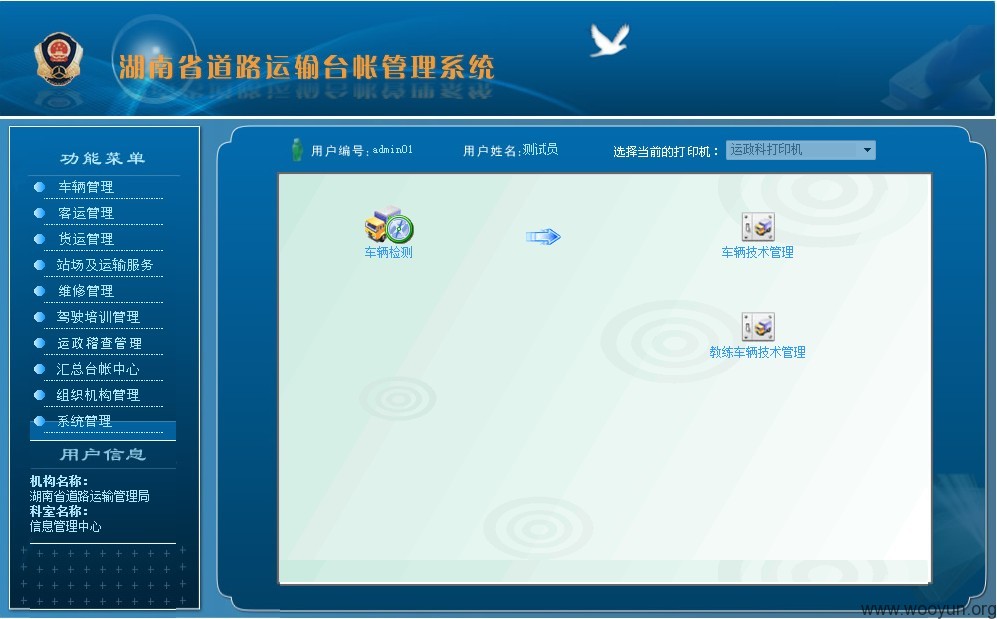 湖南省道路运输台帐管理系统
用户编号: admin01 用户姓名: 测试员 选择当前的打印机： 运政科打印机
功能菜单
车辆管理
客运管理
货运管理
站场及运输服务
维修管理
驾驶培训管理
运政稽查管理
汇总台帐中心
组织机构管理
系统管理
用户信息
机构名称：
湖南省道路运输管理局
科室名称：
信息管理中心
车辆检测
车辆技术管理
教练车辆技术管理
www.wooyun.org